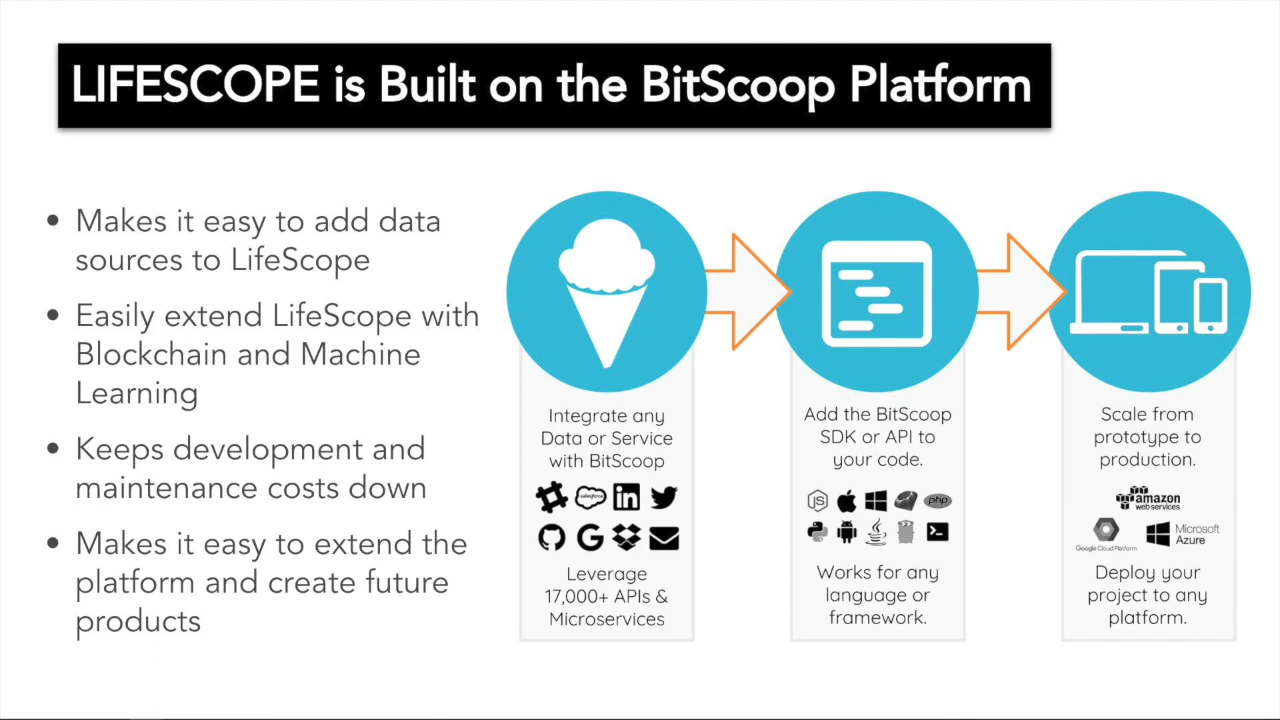 LIFESCOPE is Built on the BitScoop Platform
• Makes it easy to add data
sources to LifeScope
• Easily extend LifeScope with
Blockchain and Machine
Learning
• Keeps development and
maintenance costs down
• Makes it easy to extend the
platform and create future
products
Integrate any
Data or Service
with BitScoop
salesforce
in
G
Leverage
17,000+ APIs &
Microservices
Add the BitScoop
SDK or API to
your code.
JS
php
Works for any
language or
framework.
Scale from
prototype to
production.
amazon
web services
Google Cloud Platform
Microsoft
Azure
Deploy your
project to any
platform.